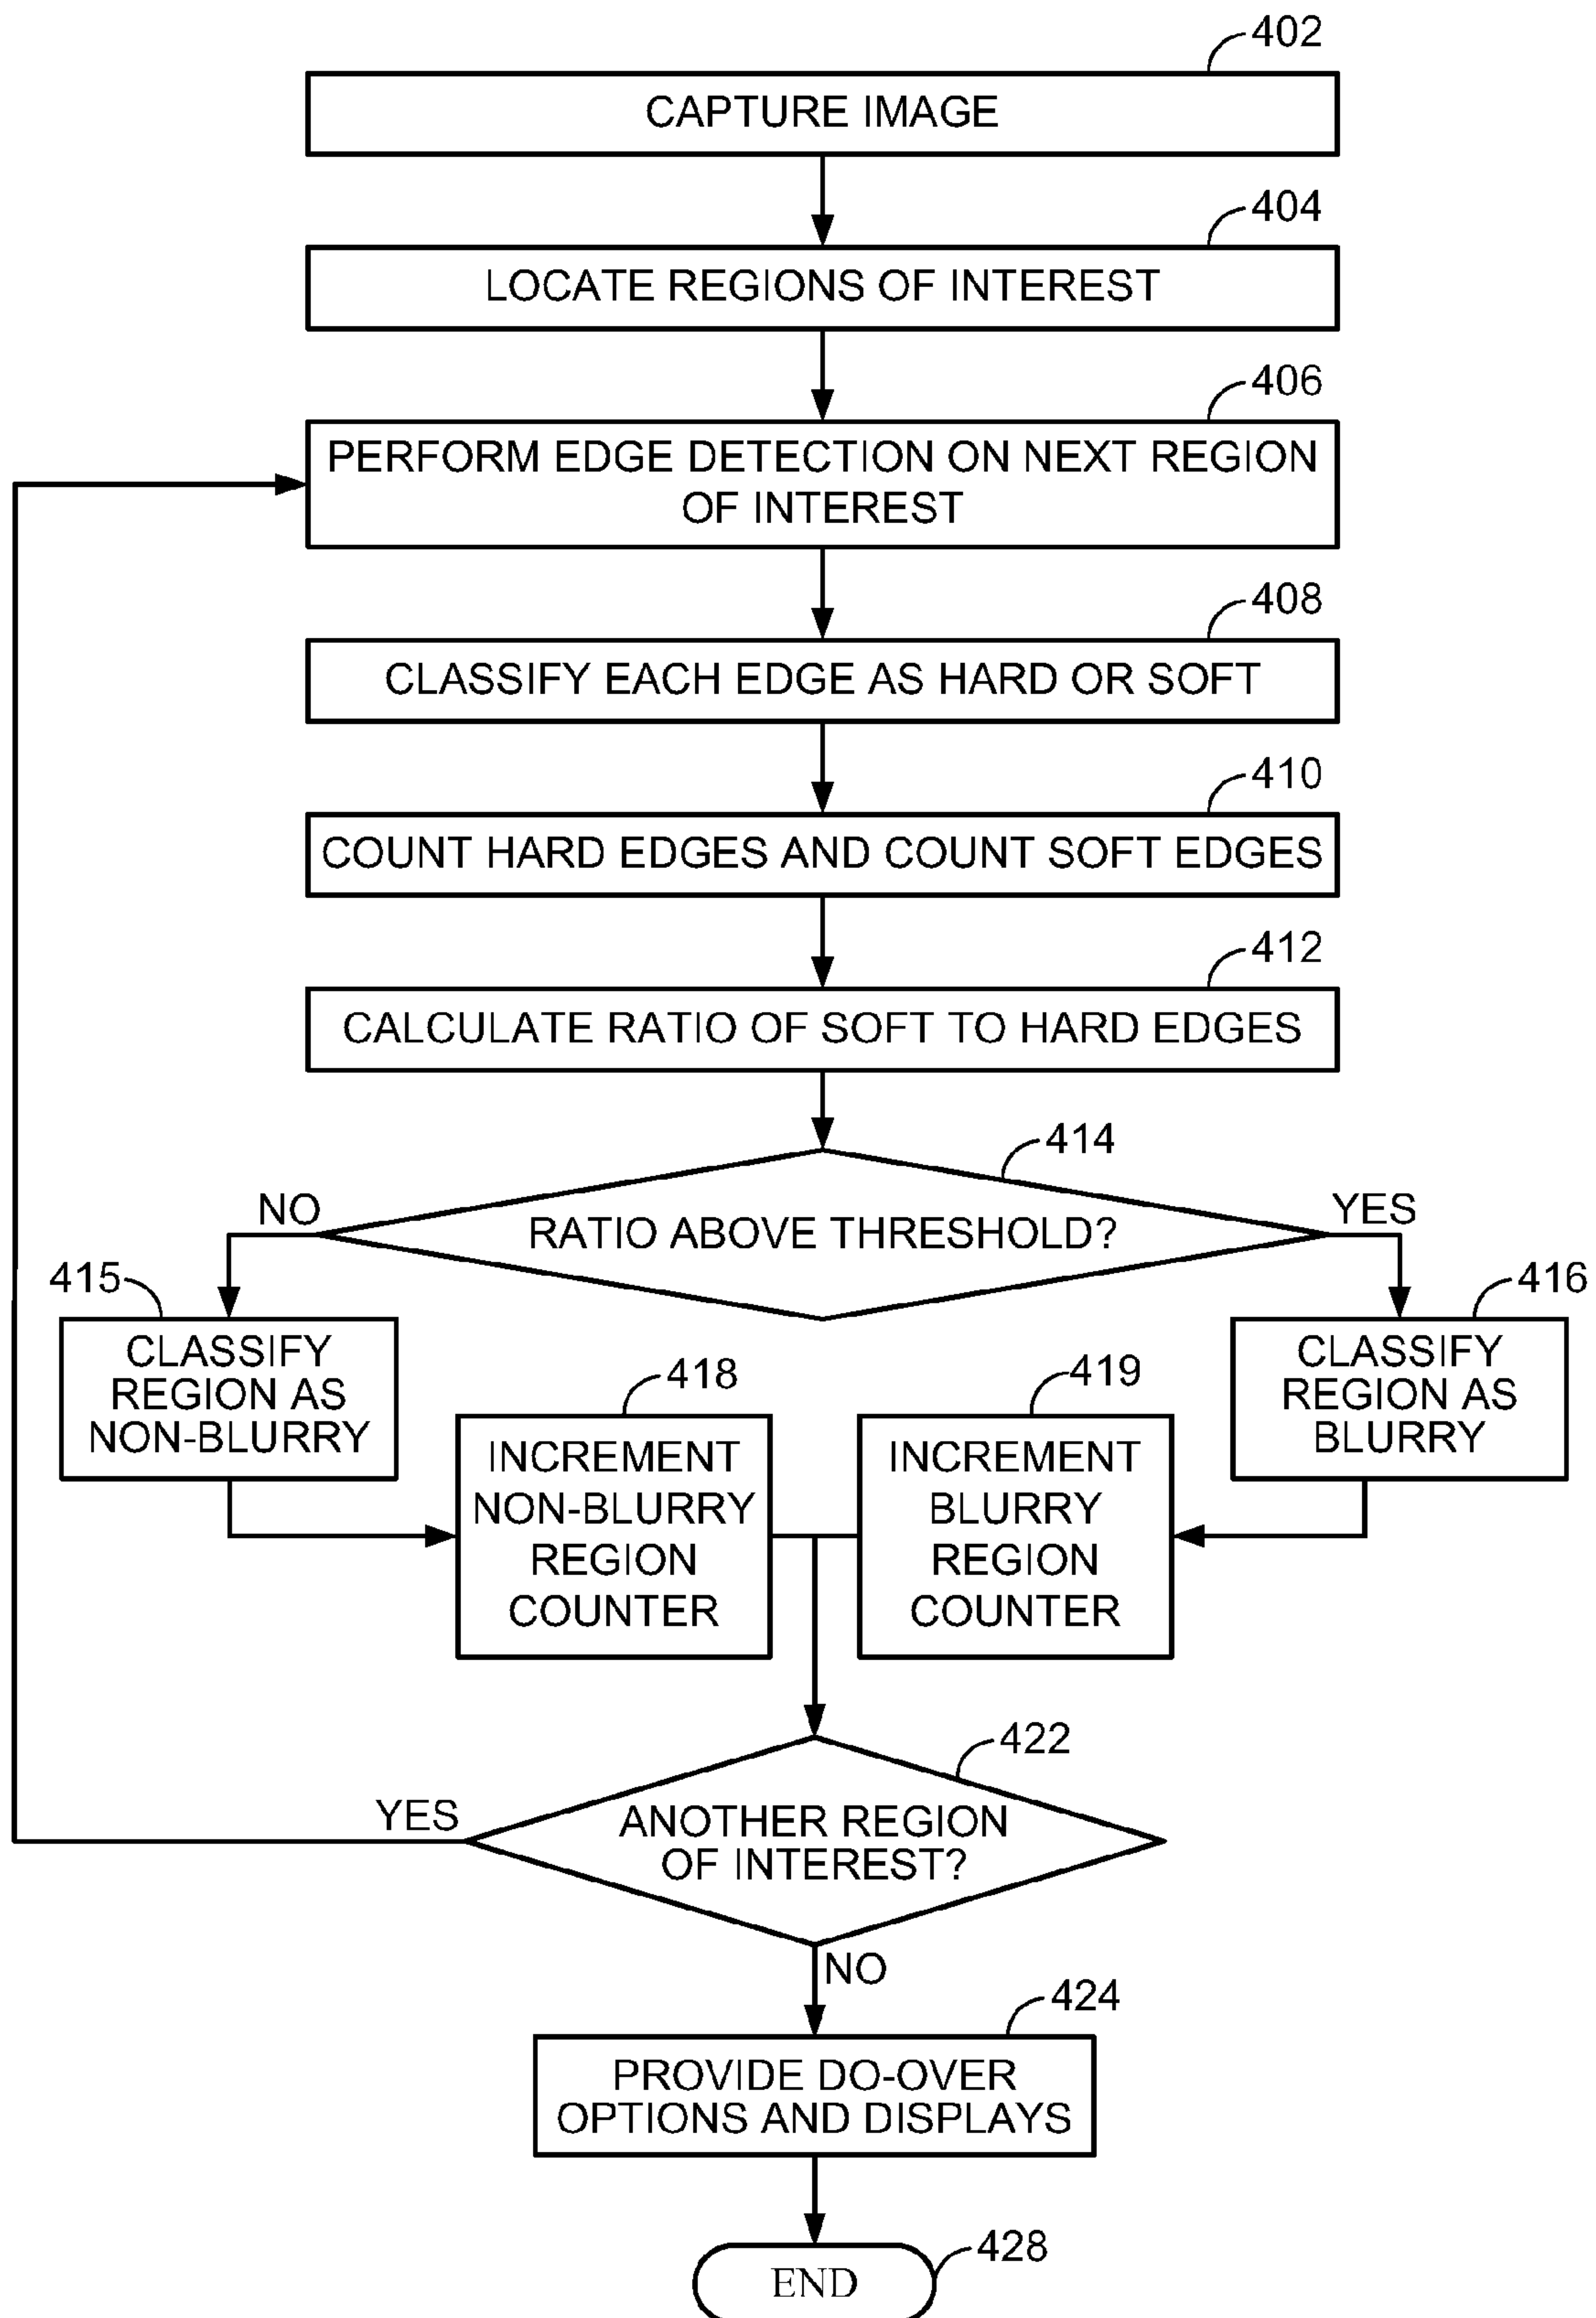 402
CAPTURE IMAGE
404
LOCATE REGIONS OF INTEREST
406
PERFORM EDGE DETECTION ON NEXT REGION
OF INTEREST
408
CLASSIFY EACH EDGE AS HARD OR SOFT
410
COUNT HARD EDGES AND COUNT SOFT EDGES
412
CALCULATE RATIO OF SOFT TO HARD EDGES
414
NO
YES
RATIO ABOVE THRESHOLD?
415
CLASSIFY
REGION AS
NON-BLURRY
416
CLASSIFY
REGION AS
BLURRY
418
INCREMENT
NON-BLURRY
REGION
COUNTER
419
INCREMENT
BLURRY
REGION
COUNTER
422
YES
ANOTHER REGION
OF INTEREST?
NO
424
PROVIDE DO-OVER
OPTIONS AND DISPLAYS
428
END